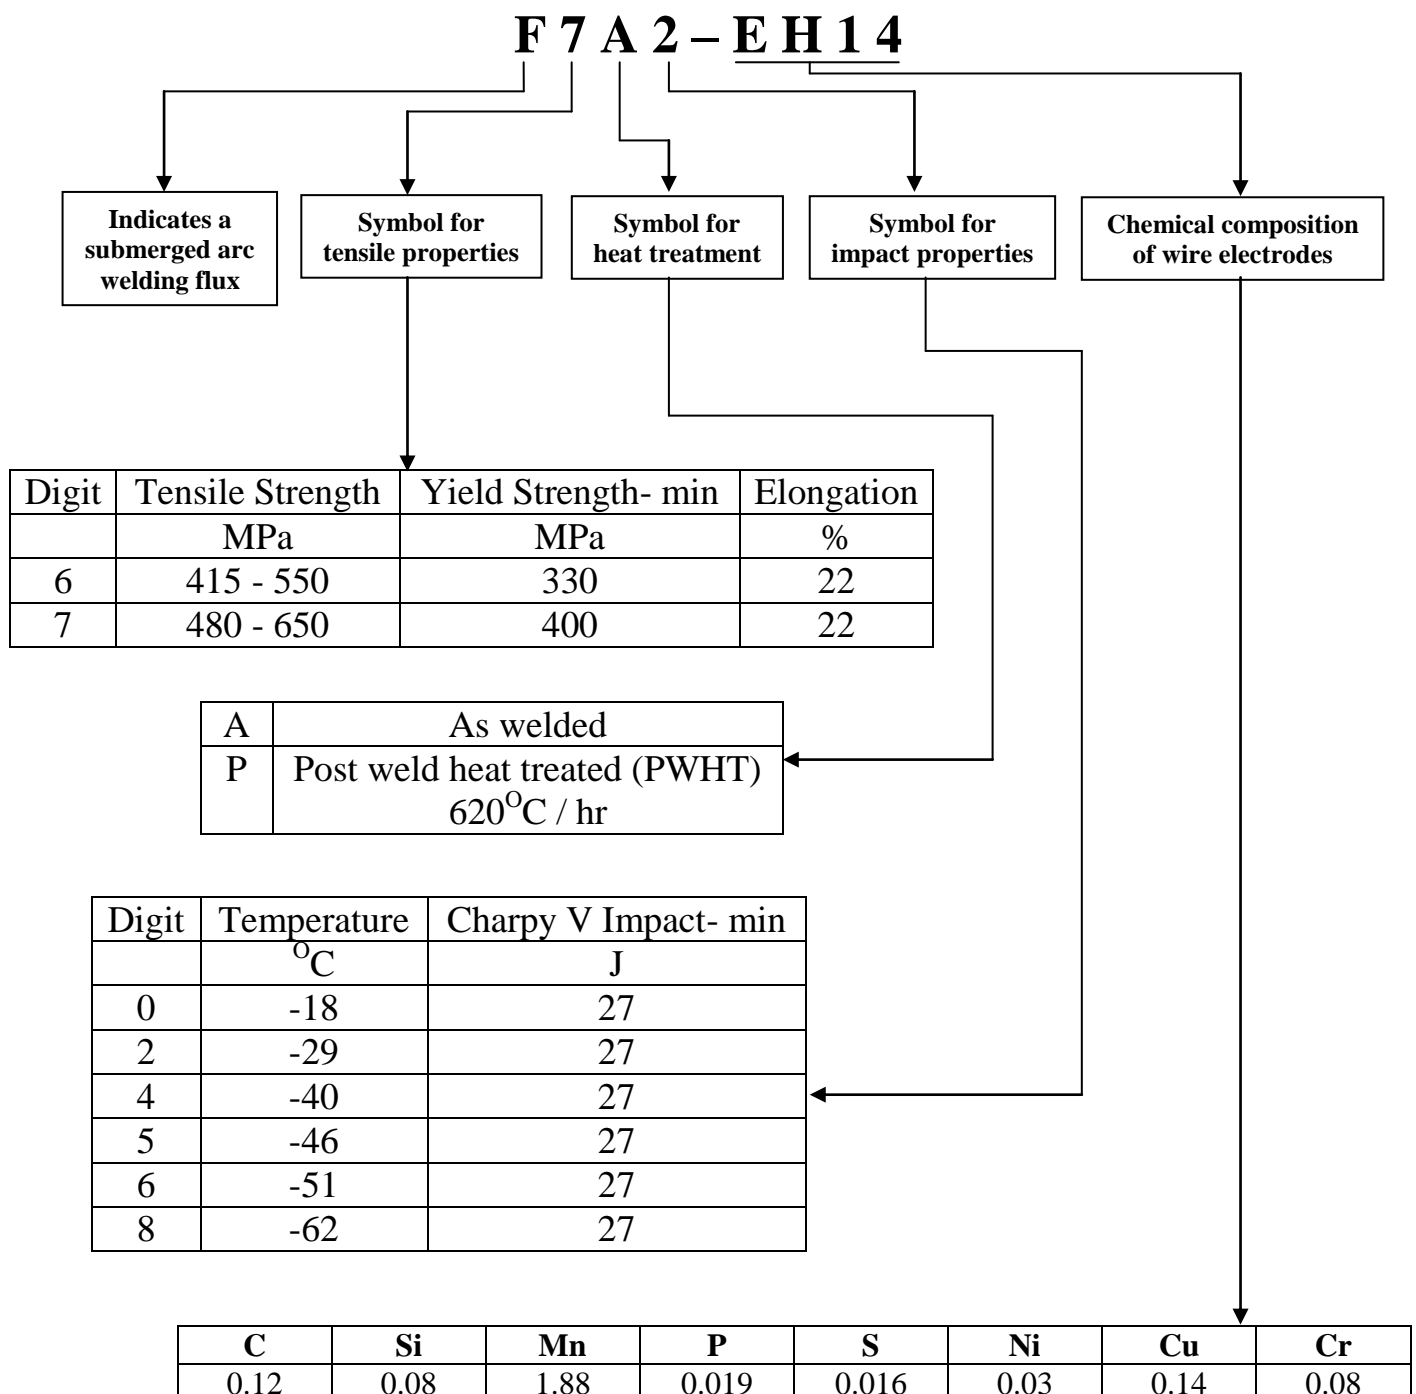 F 7 A 2 – E H 1 4
Indicates a
submerged arc
welding flux
Symbol for
tensile properties
Symbol for
heat treatment
Symbol for
impact properties
Chemical composition
of wire electrodes
Digit Tensile Strength Yield Strength- min Elongation
MPa MPa %
6 415 - 550 330 22
7 480 - 650 400 22
A As welded
P Post weld heat treated (PWHT)
620ᴼC / hr
Digit Temperature Charpy V Impact- min
ᴼC J
0 -18 27
2 -29 27
4 -40 27
5 -46 27
6 -51 27
8 -62 27
C Si Mn P S Ni Cu Cr
0.12 0.08 1.88 0.019 0.016 0.03 0.14 0.08